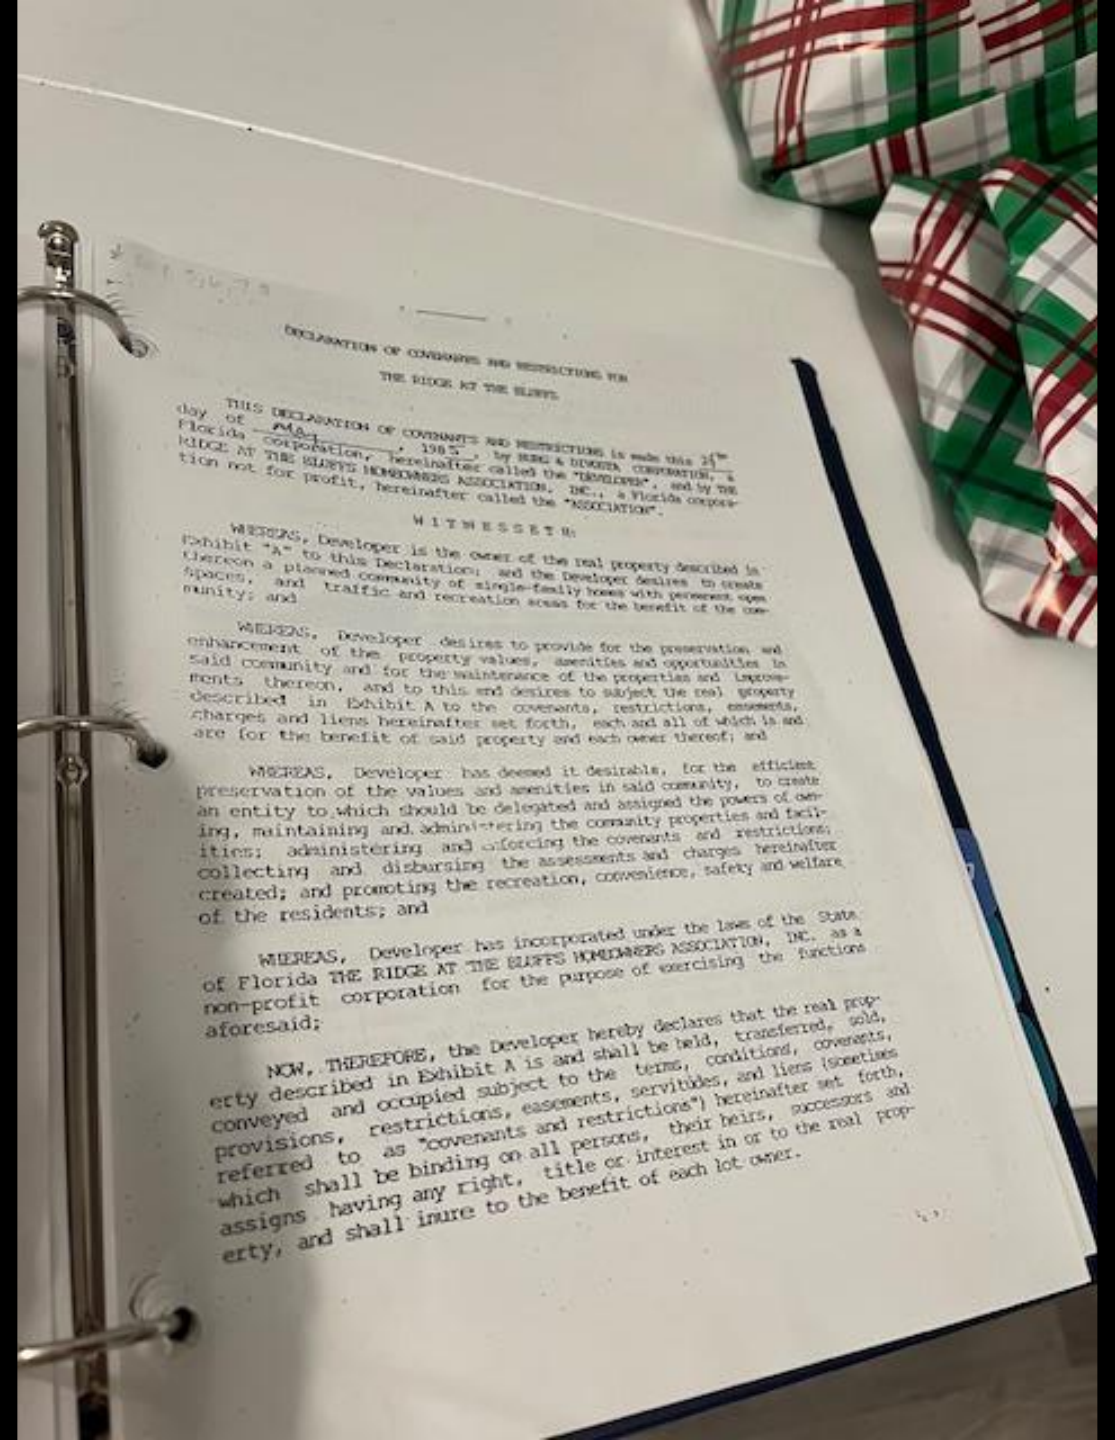 DECLARATION OF COVENANTS AND RESTRICTIONS FOR
THE RIDGE AT THE BLUFFS
THIS DECLARATION OF COVENANTS AND RESTRICTIONS is made this
day of May, 1985, by BURG & DIVOSTA CORPORATION, a
Florida corporation, hereinafter called the "DEVELOPER", and by THE
RIDGE AT THE BLUFFS HOMEOWNERS ASSOCIATION, INC., a Florida corpora-
tion not for profit, hereinafter called the "ASSOCIATION".
WITNESSETH:
WHEREAS, Developer is the owner of the real property described in
Exhibit "A" to this Declaration; and the Developer desires to create
thereon a planned community of single-family homes with permanent open
spaces, and traffic and recreation areas for the benefit of the com-
munity; and
WHEREAS, Developer desires to provide for the preservation and
enhancement of the property values, amenities and opportunities in
said community and for the maintenance of the properties and improve-
ments thereon, and to this end desires to subject the real property
described in Exhibit A to the covenants, restrictions, easements,
charges and liens hereinafter set forth, each and all of which is and
are for the benefit of said property and each owner thereof; and
WHEREAS, Developer has deemed it desirable, for the efficient
preservation of the values and amenities in said community, to create
an entity to which should be delegated and assigned the powers of own-
ing, maintaining and administering the community properties and facil-
ities; administering and enforcing the covenants and restrictions;
collecting and disbursing the assessments and charges hereinafter
created; and promoting the recreation, convenience, safety and welfare
of the residents; and
WHEREAS, Developer has incorporated under the laws of the State
of Florida THE RIDGE AT THE BLUFFS HOMEOWNERS ASSOCIATION, INC. as a
non-profit corporation for the purpose of exercising the functions
aforesaid;
NOW, THEREFORE, the Developer hereby declares that the real prop-
erty described in Exhibit A is and shall be held, transferred, sold,
conveyed and occupied subject to the terms, conditions, covenants,
provisions, restrictions, easements, servitudes, and liens (sometimes
referred to as "covenants and restrictions") hereinafter set forth,
which shall be binding on all persons, their heirs, successors and
assigns having any right, title or interest in or to the real prop-
erty, and shall inure to the benefit of each lot owner.